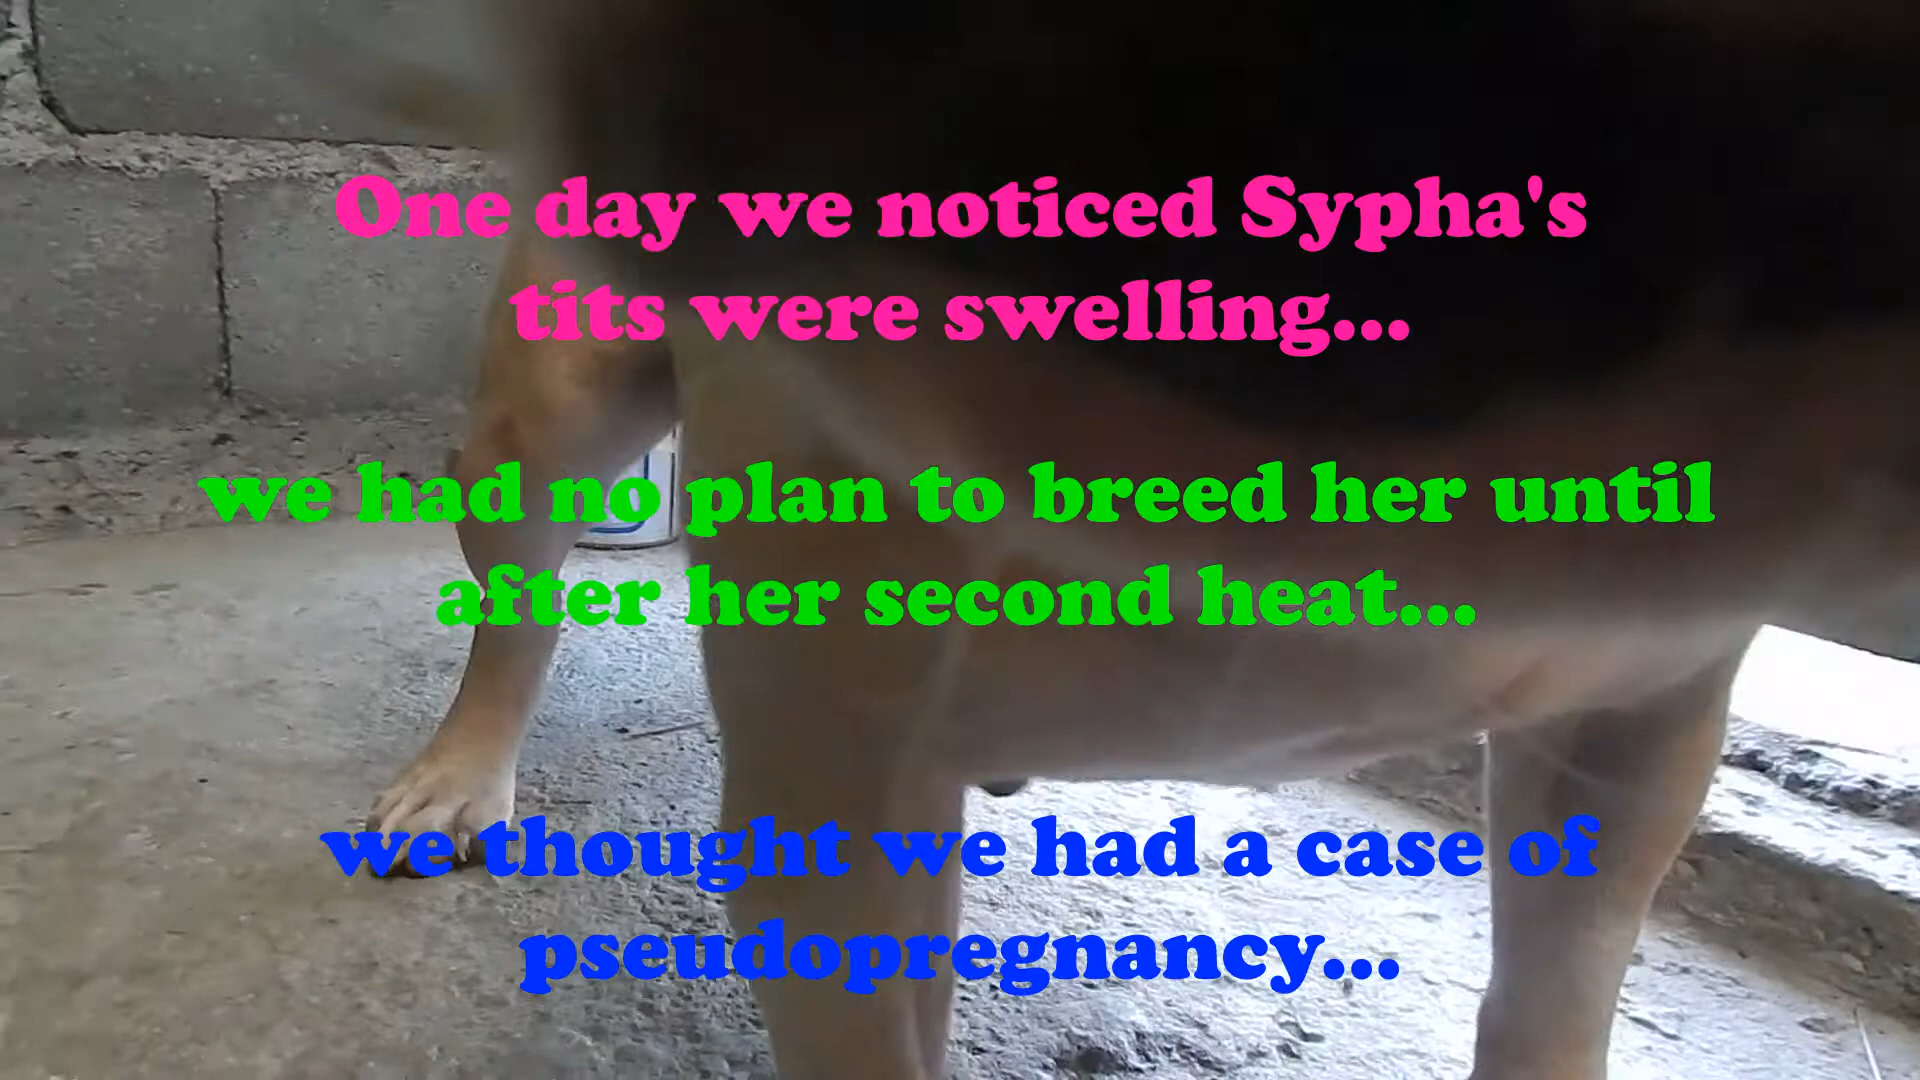 One day we noticed Sypha's
tits were swelling...
we had no plan to breed her until
after her second heat...
we thought we had a case of
pseudopregnancy...